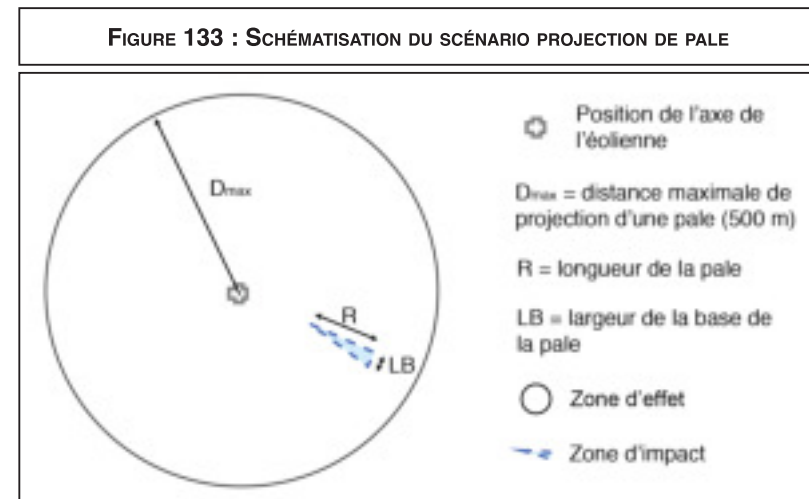 FIGURE 133 : SCHÉMATISATION DU SCÉNARIO PROJECTION DE PALE
Dmax
R
LB
Position de l'axe de
l'éolienne
Dmax = distance maximale de
projection d'une pale (500 m)
R = longueur de la pale
LB = largeur de la base de
la pale
Zone d'effet
Zone d'impact